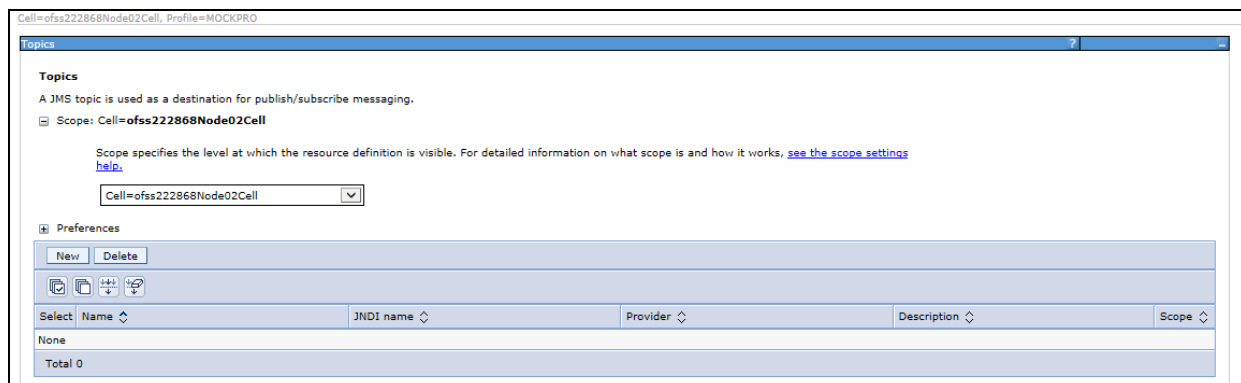 Cell=ofss222868Node02Cell, Profile=MOCKPRO
Topics ? -
Topics
A JMS topic is used as a destination for publish/subscribe messaging.
Scope: Cell=ofss222868Node02Cell
Scope specifies the level at which the resource definition is visible. For detailed information on what scope is and how it works, see the scope settings
help.
Cell=ofss222868Node02Cell
Preferences
New Delete
Select Name JNDI name Provider Description Scope
None
Total 0